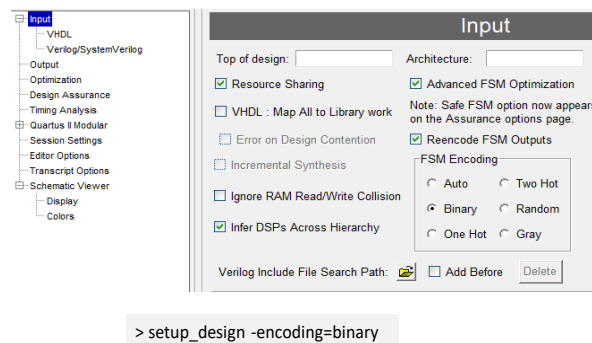 Input
VHDL
Verilog/SystemVerilog
Output
Optimization
Design Assurance
Timing Analysis
Quartus II Modular
Session Settings
Editor Options
Transcript Options
Schematic Viewer
Display
Colors
Input
Top of design: Architecture:
Resource Sharing
Advanced FSM Optimization
VHDL : Map All to Library work
Note: Safe FSM option now appears
on the Assurance options page.
Error on Design Contention
Reencode FSM Outputs
Incremental Synthesis
FSM Encoding
Auto Two Hot
Ignore RAM Read/Write Collision
Binary Random
Infer DSPs Across Hierarchy
One Hot Gray
Verilog Include File Search Path: Add Before Delete
> setup_design -encoding=binary